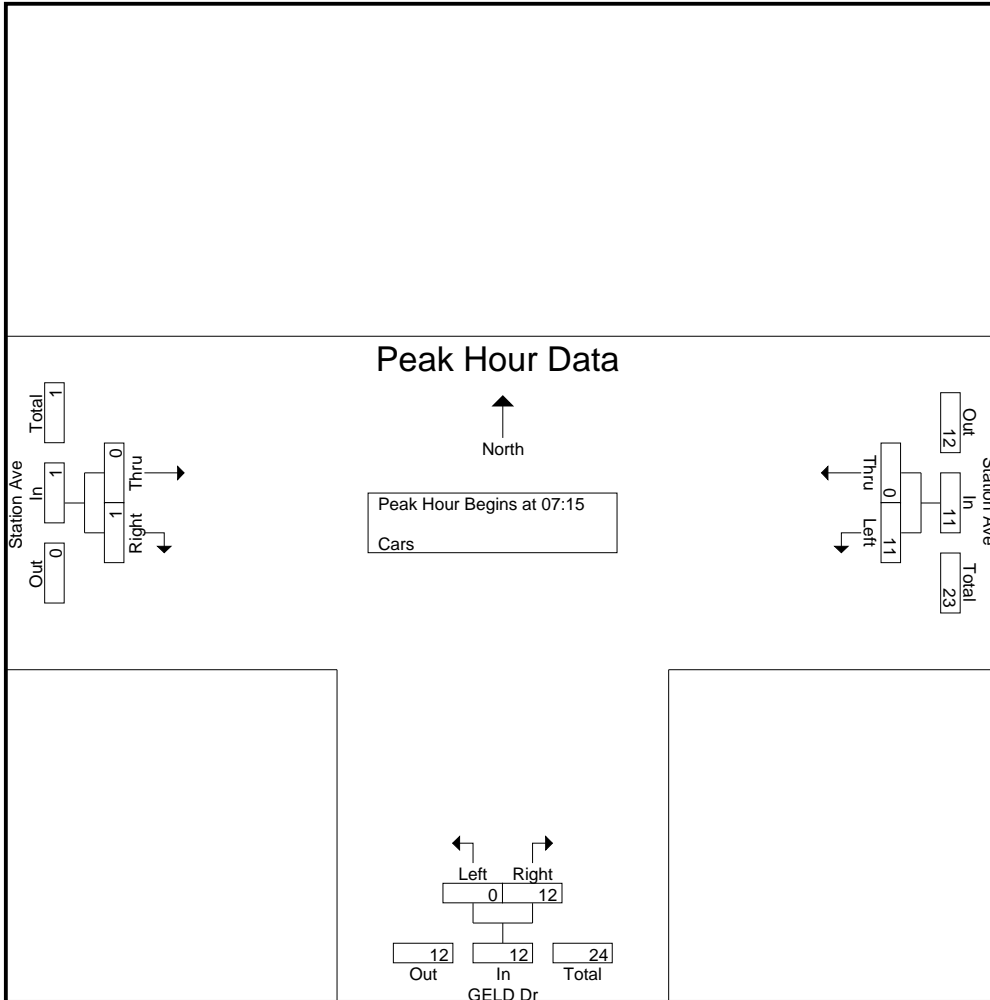 Peak Hour Data
North
Peak Hour Begins at 07:15
Cars
Station Ave
Total
1
In
1
Out
0
Thru
0
Right
1
Station Ave
Out
12
In
11
Total
23
Thru
0
Left
11
Left
0
Right
12
Out
12
In
12
Total
24
GELD Dr